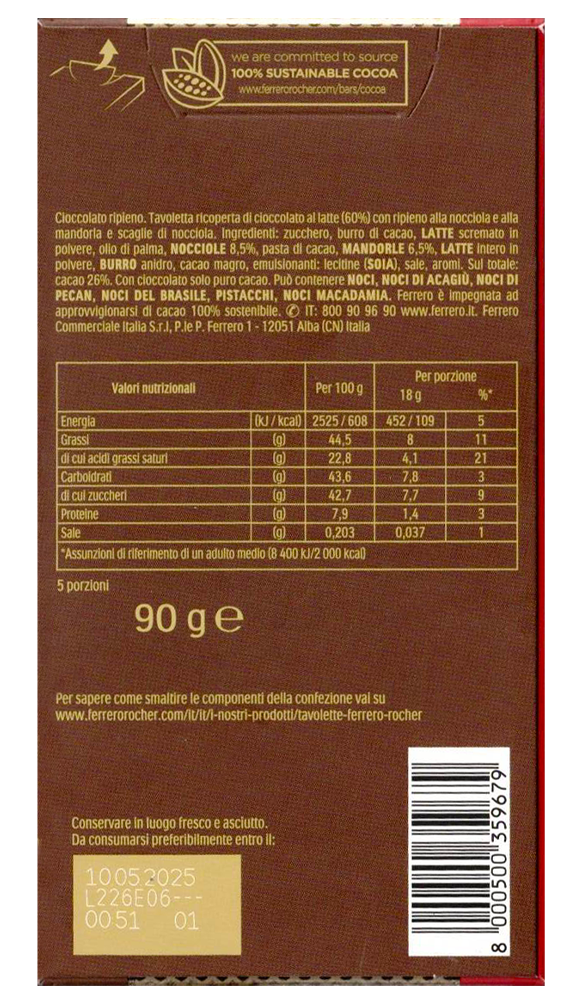 we are committed to source
100% SUSTAINABLE COCOA
www.ferrerorocher.com/bars/cocoa
Cioccolato ripieno. Tavoletta ricoperta di cioccolato al latte (60%) con ripieno alla nocciola e alla
mandorla e scaglie di nocciola. Ingredienti: zucchero, burro di cacao, LATTE scremato in
polvere, olio di palma, NOCCIOLE 8,5%, pasta di cacao, MANDORLE 6,5%, LATTE intero in
polvere, BURRO anidro, cacao magro, emulsionanti: lecitine (SOIA), sale, aromi. Sul totale:
cacao 26%. Con cioccolato solo puro cacao. Può contenere NOCI, NOCI DI ACAGIÙ, NOCI DI
PECAN, NOCI DEL BRASILE, PISTACCHI, NOCI MACADAMIA. Ferrero è impegnata ad
approvvigionarsi di cacao 100% sostenibile. ✆ IT: 800 90 96 90 www.ferrero.it. Ferrero
Commerciale Italia S.r.l, P.le P. Ferrero 1 - 12051 Alba (CN) Italia
Valori nutrizionali Per 100 g Per porzione
18 g %*
Energia (kJ / kcal) 2525 / 608 452 / 109 5
Grassi (g) 44,5 8 11
di cui acidi grassi saturi (g) 22,8 4,1 21
Carboidrati (g) 43,6 7,8 3
di cui zuccheri (g) 42,7 7,7 9
Proteine (g) 7,9 1,4 3
Sale (g) 0,203 0,037 1
*Assunzioni di riferimento di un adulto medio (8 400 kJ/2 000 kcal)
5 porzioni
90 g ℮
Per sapere come smaltire le componenti della confezione vai su
www.ferrerorocher.com/it/it/i-nostri-prodotti/tavolette-ferrero-rocher
Conservare in luogo fresco e asciutto.
Da consumarsi preferibilmente entro il:
10052025
L226E06---
0051 01
8 000500 359679